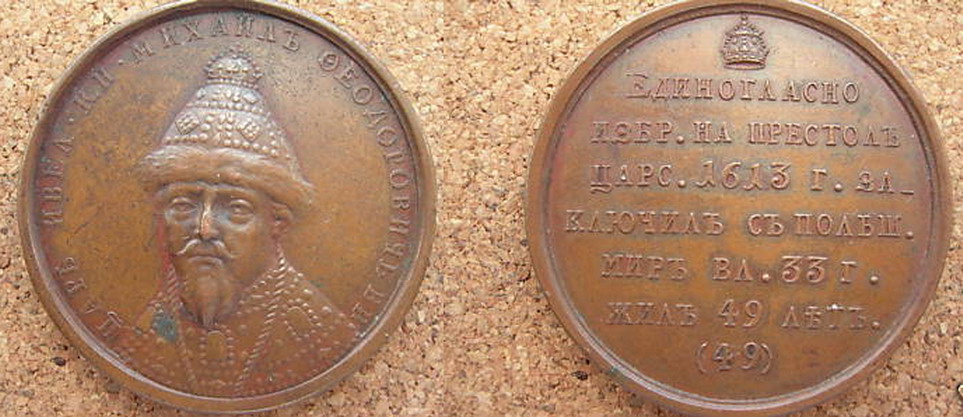 ЦАРЬ И ВЕЛ · КН · МИХАИЛЪ ѲЕОДОРОВИЧЬ
ЕДИНОГЛАСНО
ИЗБР. НА ПРЕСТОЛЪ
ЦАРС. 1613 Г. ЗА_
КЛЮЧИЛЪ СЪ ПОЛЬШ.
МИРЪ ВЛ. 33 Г.
ЖИЛЪ 49 ЛѢТЪ.
(49)